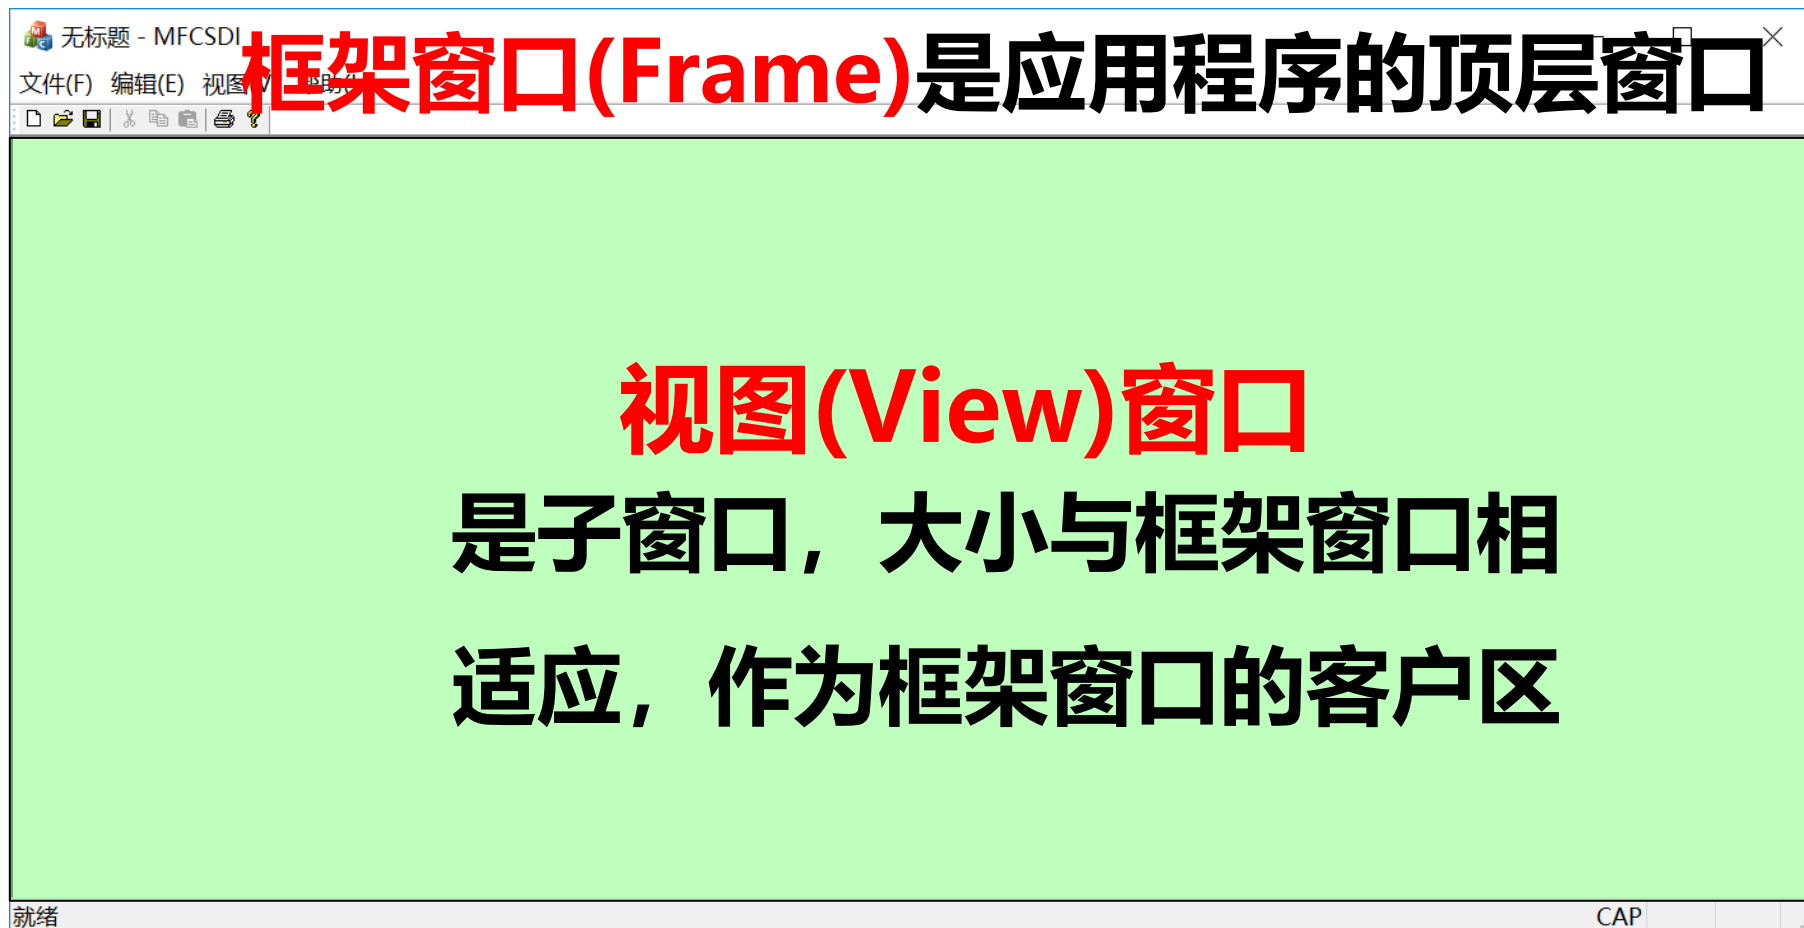 无标题 - MFCSDI
框架窗口(Frame)是应用程序的顶层窗口
文件(F) 编辑(E) 视图
视图(View)窗口
是子窗口，大小与框架窗口相
适应，作为框架窗口的客户区
就绪 CAP